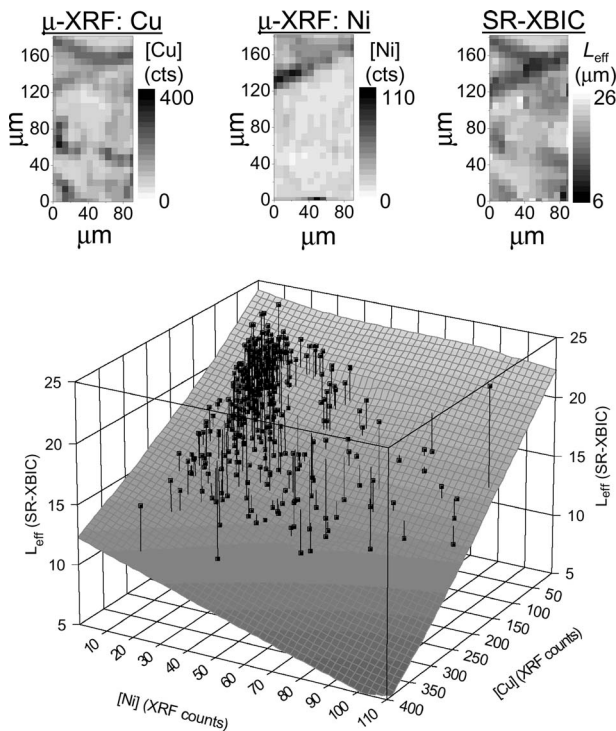 μ-XRF: Cu
μ-XRF: Ni
SR-XBIC
160
120
80
40
0
μm
0 40 80
μm
[Cu]
(cts)
400
0
160
120
80
40
0
μm
0 40 80
μm
[Ni]
(cts)
110
0
160
120
80
40
0
μm
0 40 80
μm
Leff
(μm)
26
6
25
20
15
10
5
Leff (SR-XBIC)
25
20
15
10
5
Leff (SR-XBIC)
10
20
30
40
50
60
70
80
90
100
110
[Ni] (XRF counts)
50
100
150
200
250
300
350
400
[Cu] (XRF counts)